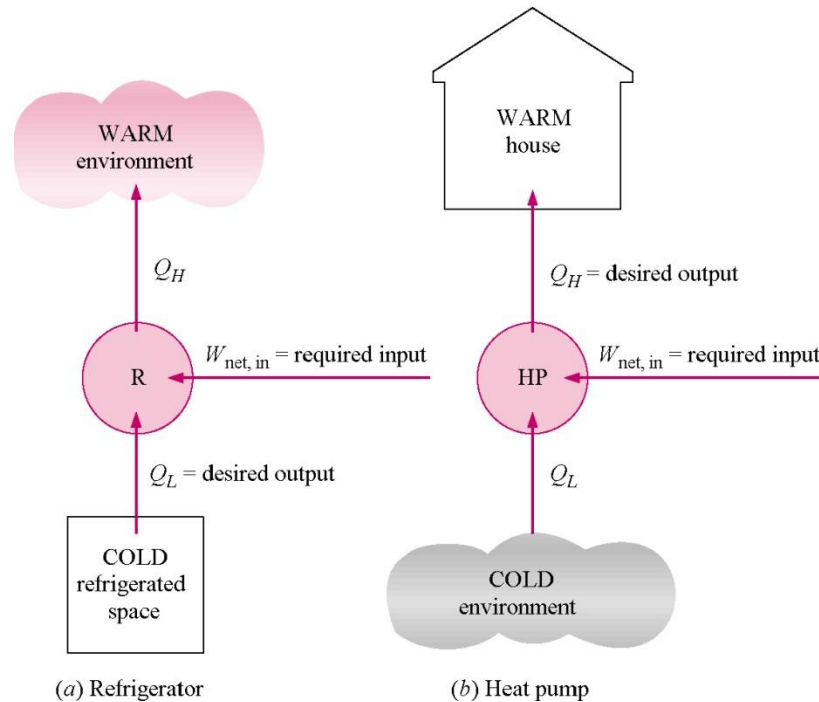 WARM
environment
Q_H
W_net, in = required input
R
Q_L = desired output
COLD
refrigerated
space
(a) Refrigerator
WARM
house
Q_H = desired output
W_net, in = required input
HP
Q_L
COLD
environment
(b) Heat pump